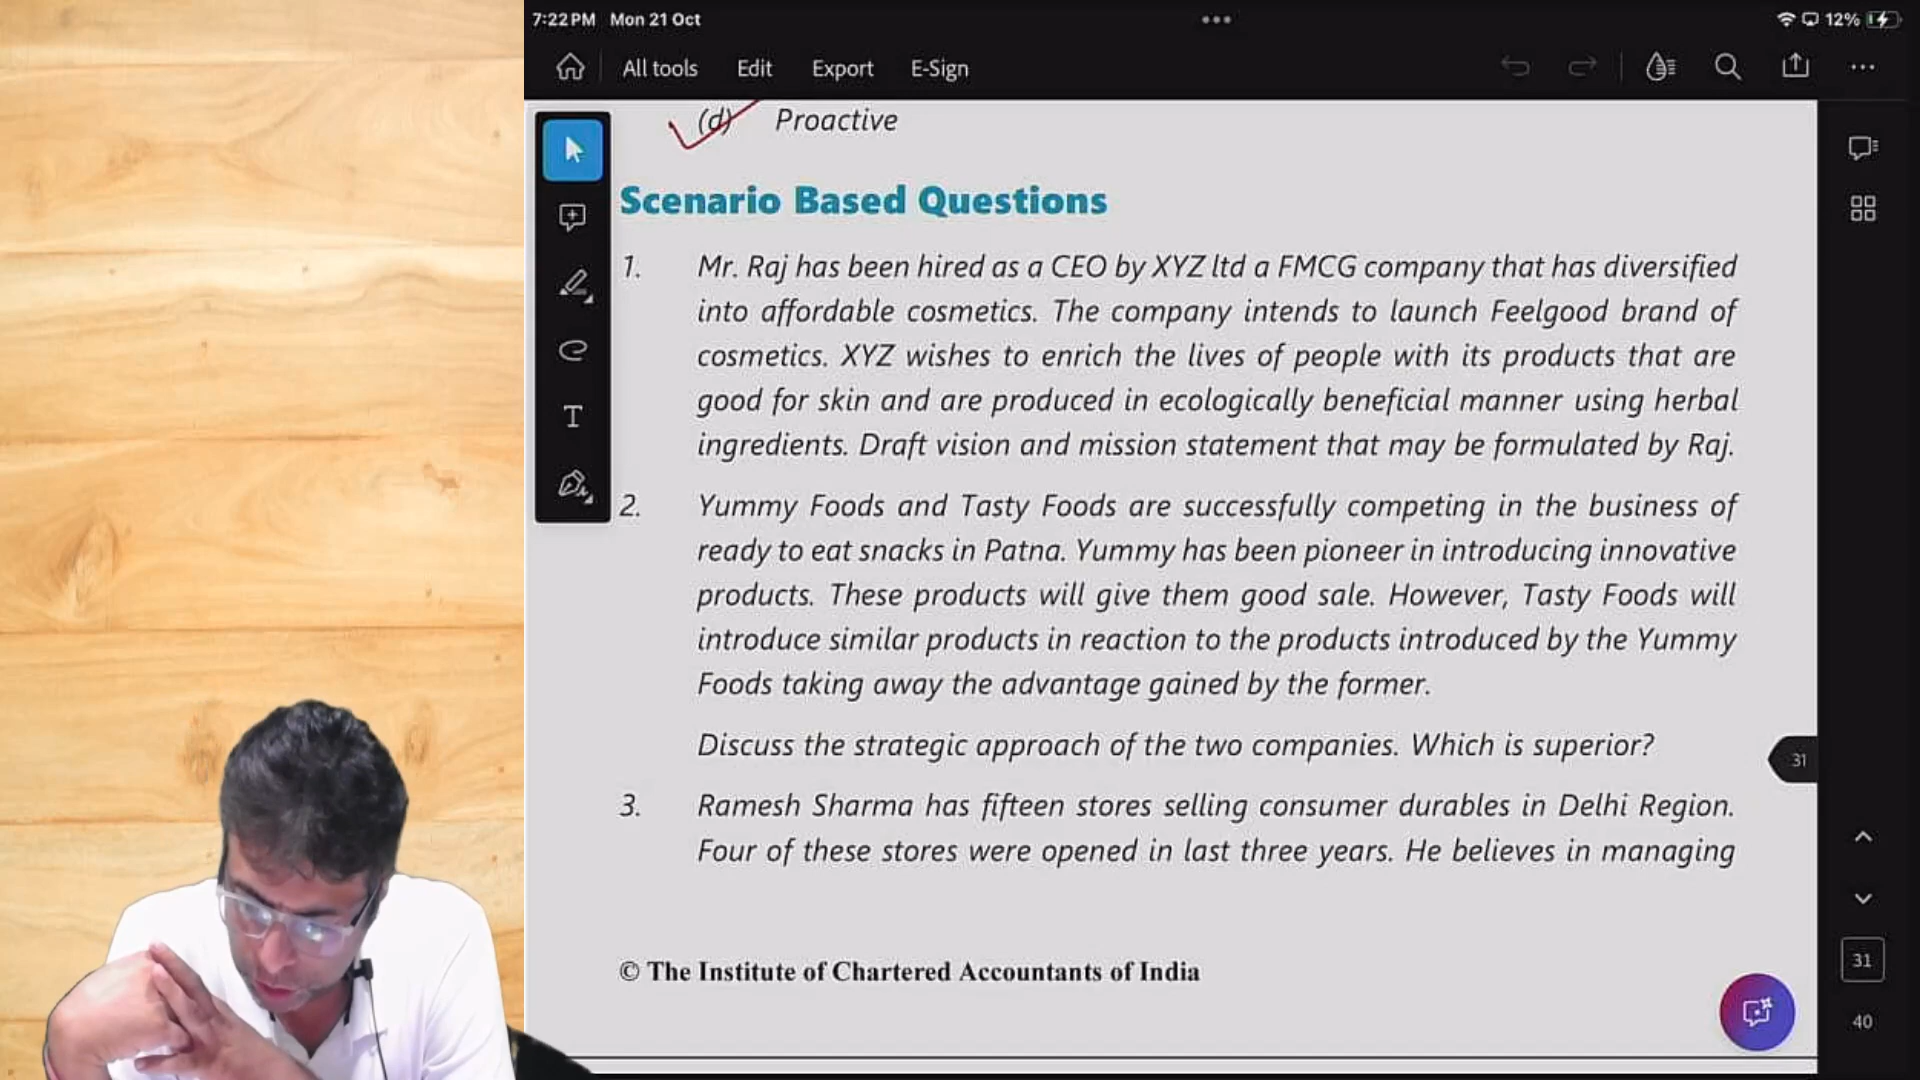 7:22 PM Mon 21 Oct
12%
All tools Edit Export E-Sign
(d) Proactive
Scenario Based Questions
1. Mr. Raj has been hired as a CEO by XYZ ltd a FMCG company that has diversified
into affordable cosmetics. The company intends to launch Feelgood brand of
cosmetics. XYZ wishes to enrich the lives of people with its products that are
good for skin and are produced in ecologically beneficial manner using herbal
ingredients. Draft vision and mission statement that may be formulated by Raj.
2. Yummy Foods and Tasty Foods are successfully competing in the business of
ready to eat snacks in Patna. Yummy has been pioneer in introducing innovative
products. These products will give them good sale. However, Tasty Foods will
introduce similar products in reaction to the products introduced by the Yummy
Foods taking away the advantage gained by the former.
Discuss the strategic approach of the two companies. Which is superior?
31
3. Ramesh Sharma has fifteen stores selling consumer durables in Delhi Region.
Four of these stores were opened in last three years. He believes in managing
© The Institute of Chartered Accountants of India
31
40